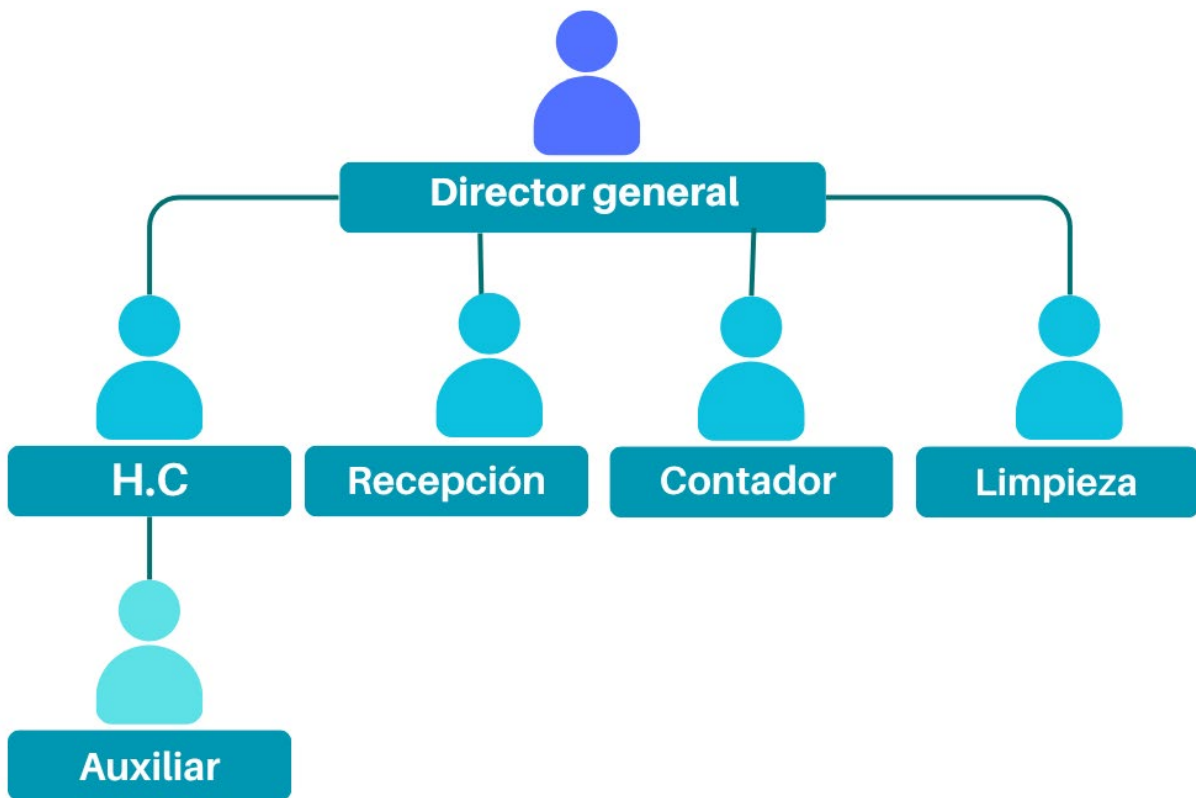 Director general
H.C
Recepción
Contador
Limpieza
Auxiliar